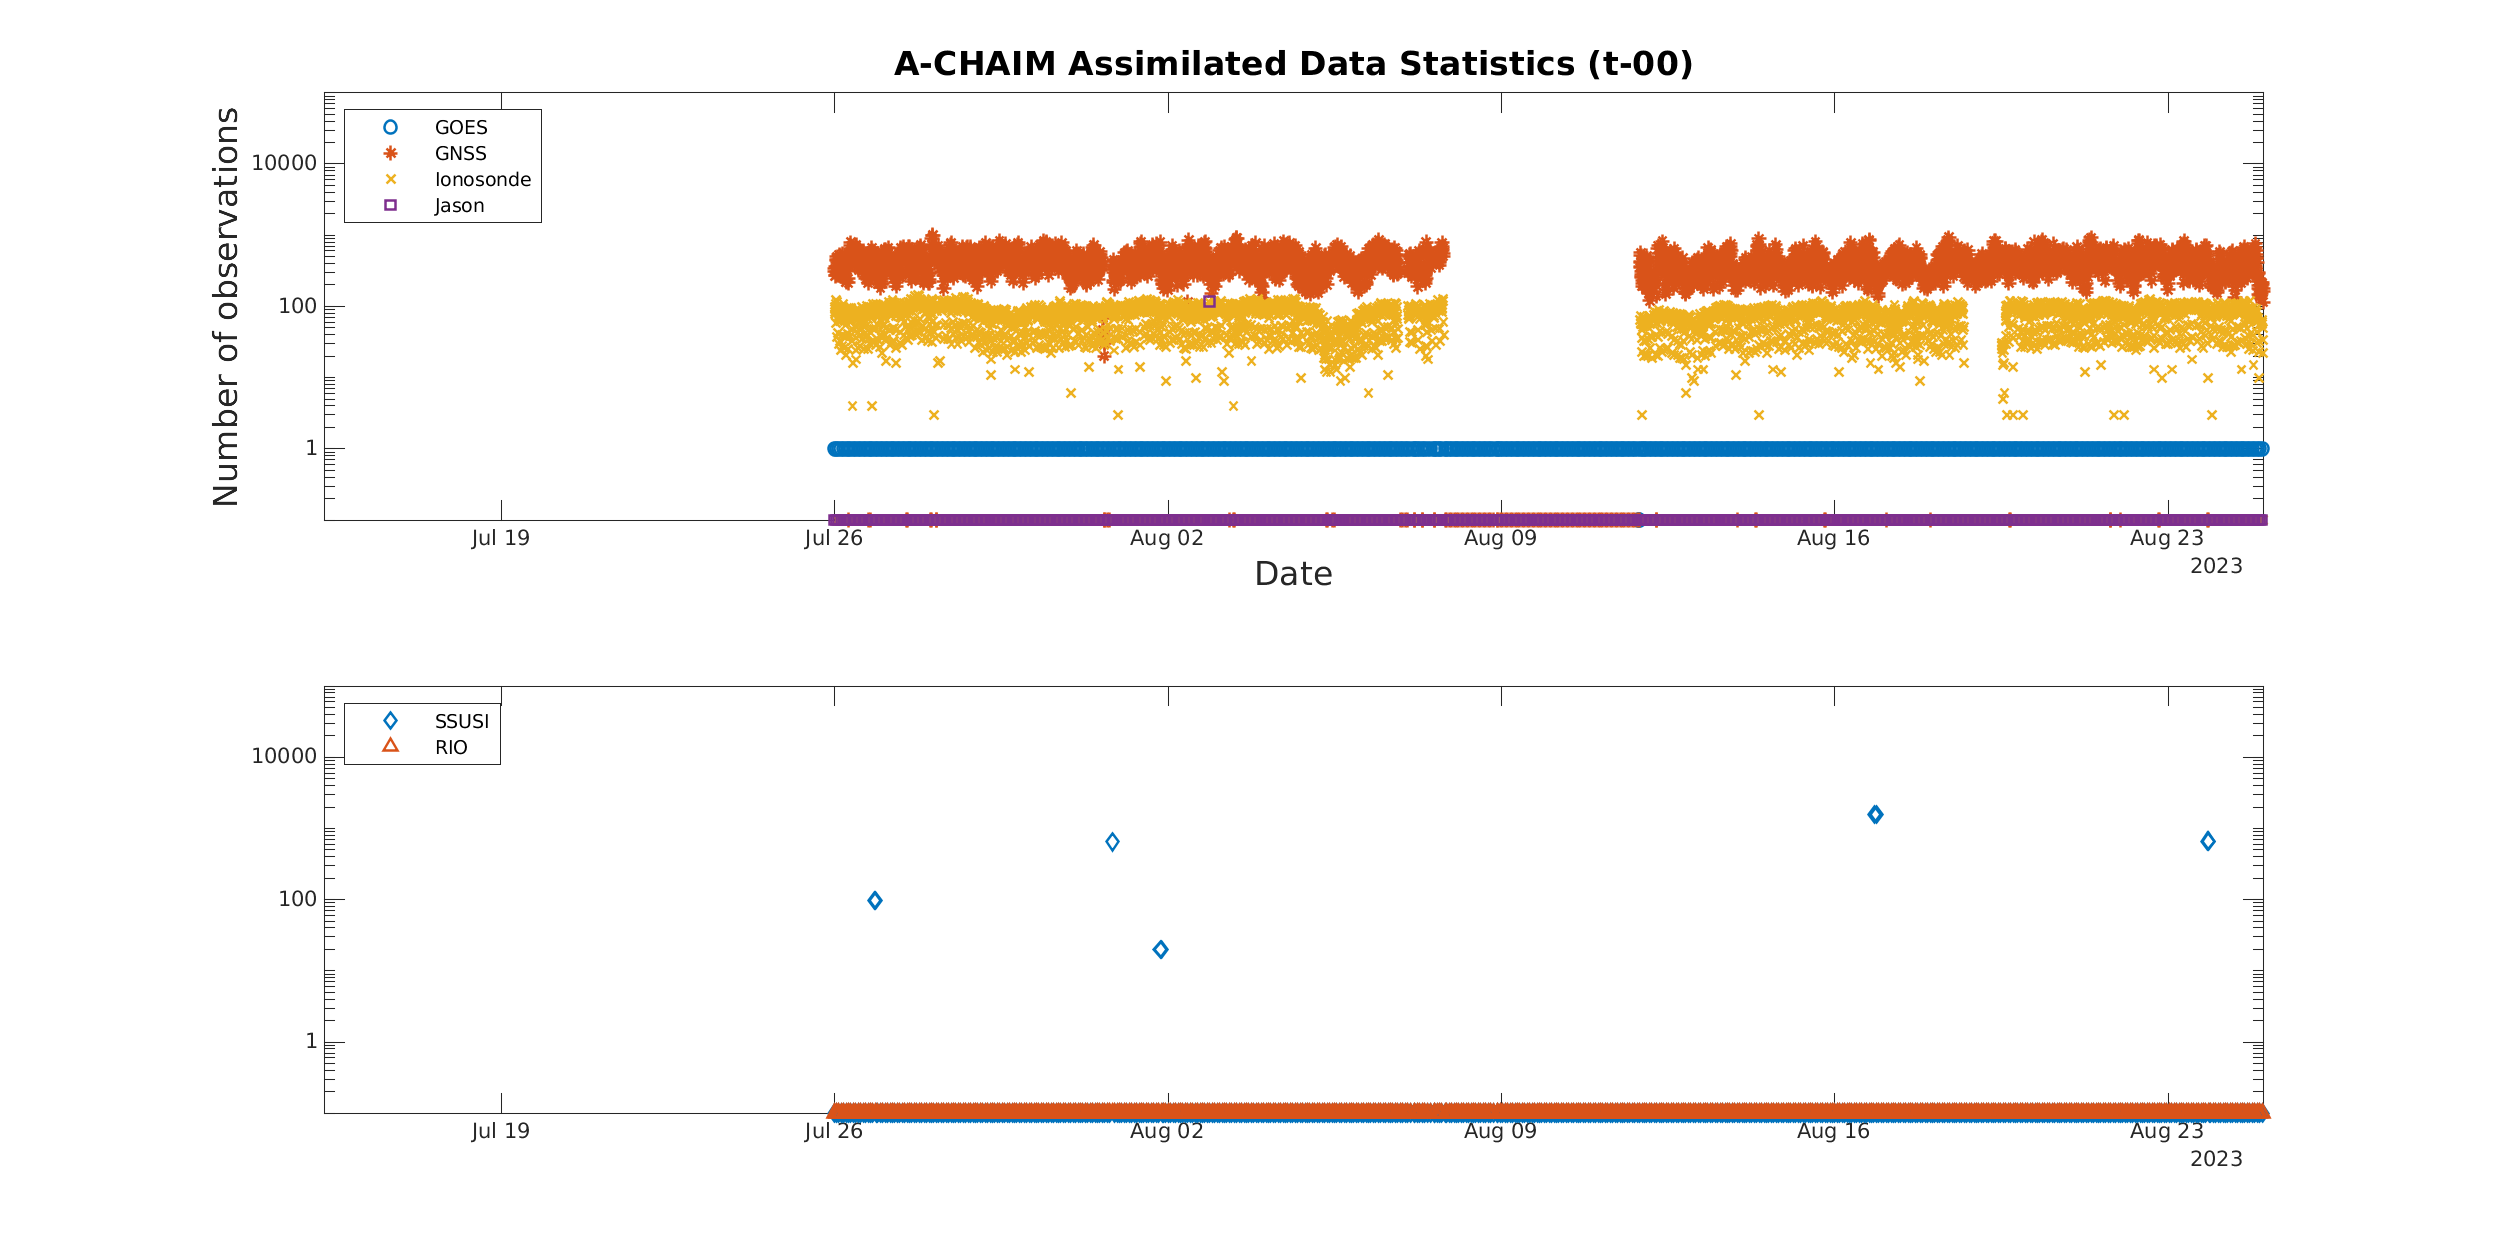 A-CHAIM Assimilated Data Statistics (t-00)
Number of observations
10000
100
1
GOES
GNSS
Ionosonde
Jason
Jul 19 Jul 26 Aug 02 Aug 09 Aug 16 Aug 23
2023
Date
10000
100
1
SSUSI
RIO
Jul 19 Jul 26 Aug 02 Aug 09 Aug 16 Aug 23
2023